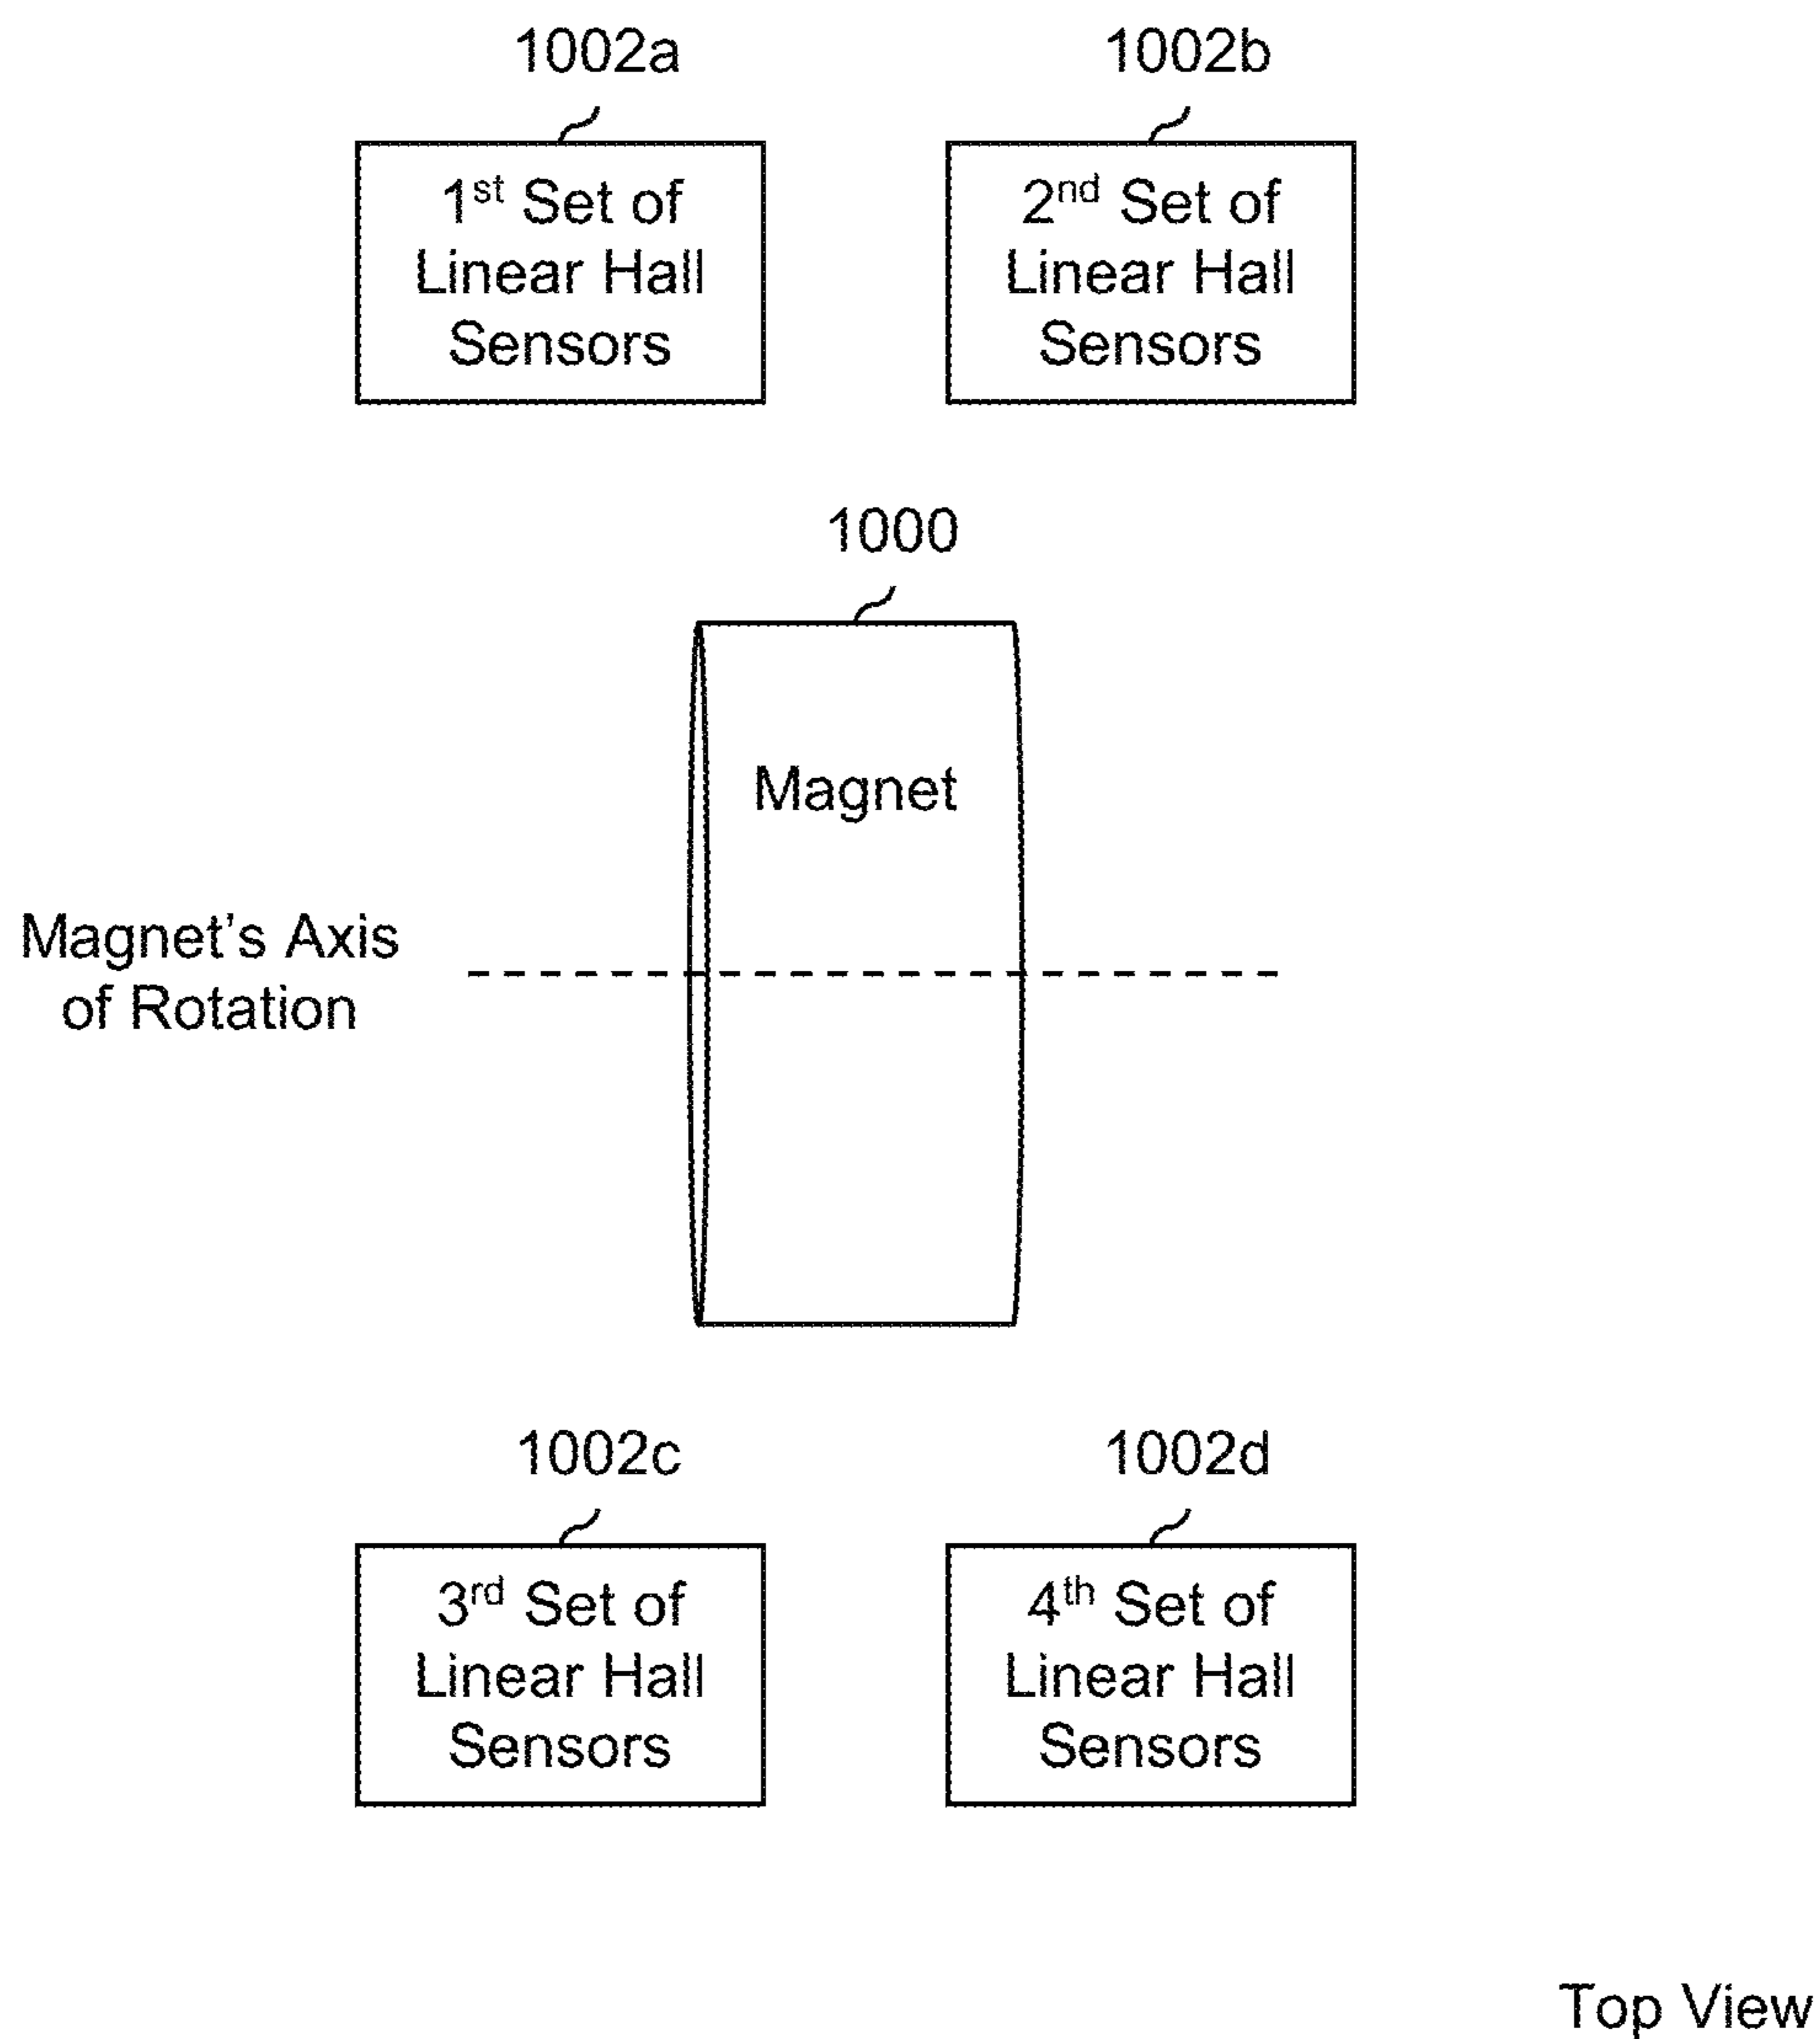 1002a
1002b
1st Set of
Linear Hall
Sensors
2nd Set of
Linear Hall
Sensors
1000
Magnet
Magnet's Axis
of Rotation
1002c
1002d
3rd Set of
Linear Hall
Sensors
4th Set of
Linear Hall
Sensors
Top View